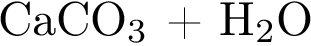 CaCO₃ + H₂O